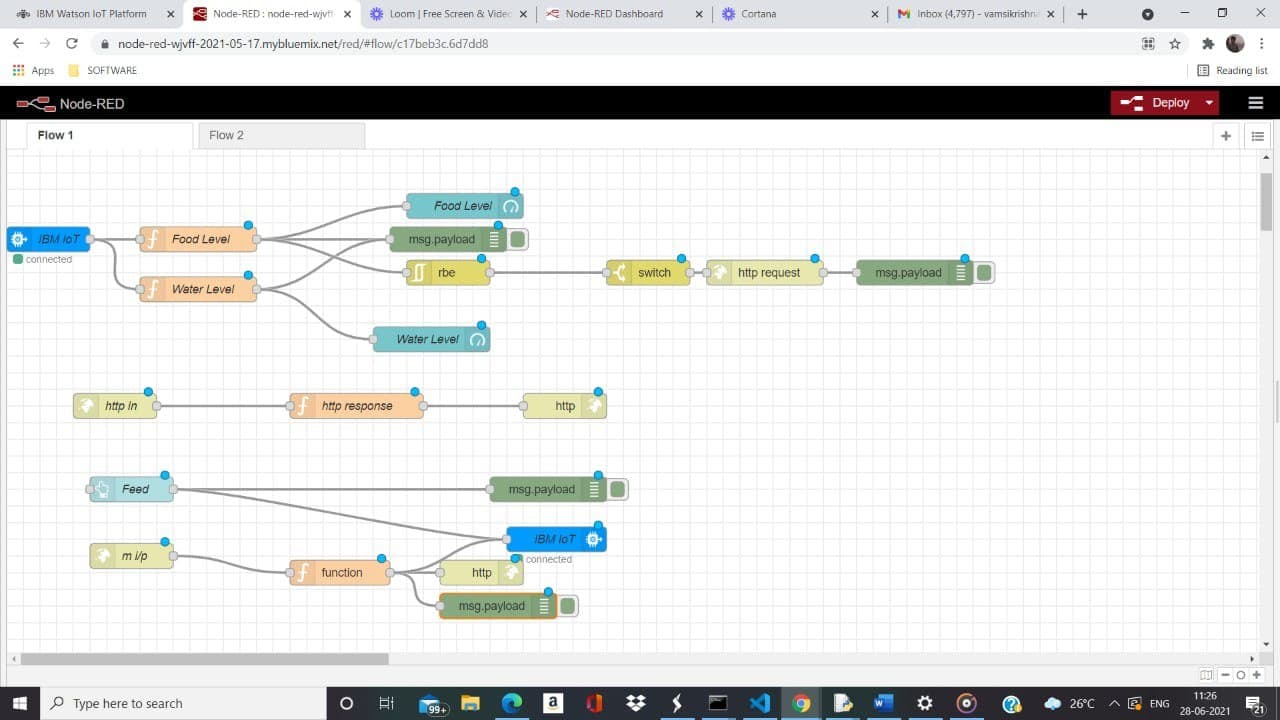 IBM Watson IoT Platform
Node-RED : node-red-wjvff-
Loom | Free Screen & Video
Node-RED Dashboard
Cortana
Inbox (4,797) - vamsikrishna
node-red-wjvff-2021-05-17.mybluemix.net/red/#flow/c17beb3c.6d7dd8
Apps
SOFTWARE
Reading list
Node-RED
Deploy
Flow 1
Flow 2
Food Level
IBM IoT
Food Level
msg.payload
connected
rbe
switch
http request
msg.payload
Water Level
Water Level
http in
http response
http
Feed
msg.payload
IBM IoT
connected
m i/p
function
http
msg.payload
Type here to search
99+
26°C
ENG
11:26
28-06-2021
21